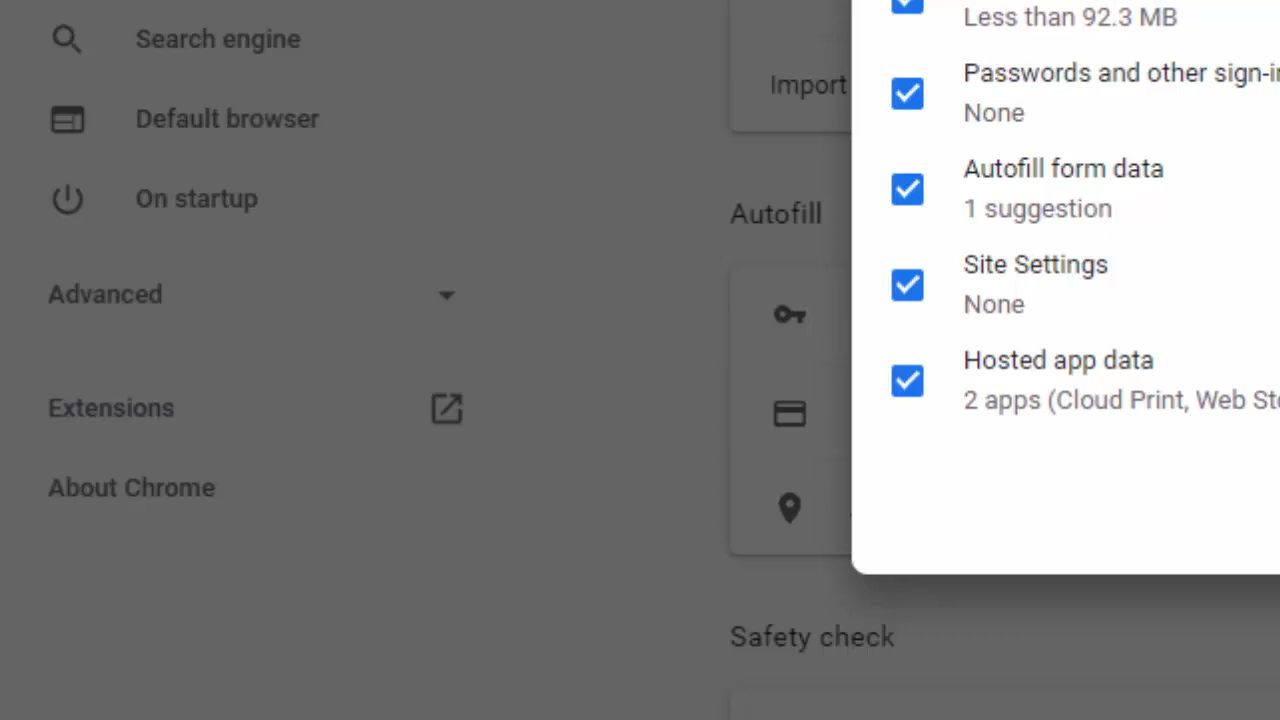 Search engine
Default browser
On startup
Advanced
Extensions
About Chrome
Import
Autofill
Safety check
Less than 92.3 MB
Passwords and other sign-in
None
Autofill form data
1 suggestion
Site Settings
None
Hosted app data
2 apps (Cloud Print, Web Sto